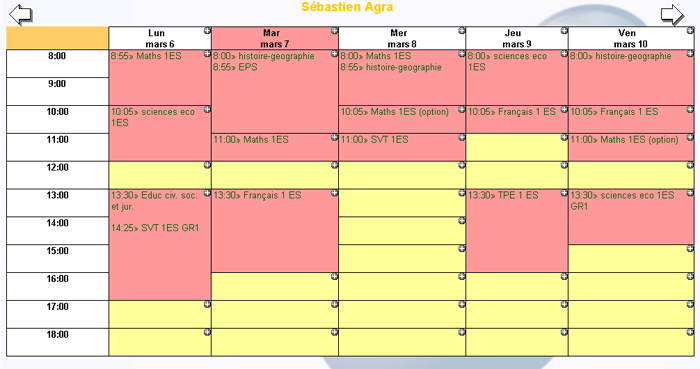 Sébastien Agra
Lun Mar Mer Jeu Ven
mars 6 mars 7 mars 8 mars 9 mars 10
8:00 8:55» Maths 1ES 8:00» histoire-geographie 8:00» Maths 1ES 8:00» sciences eco 8:00» histoire-geographie
8:55» EPS 8:55» histoire-geographie 1ES
9:00
10:00 10:05» sciences eco 10:05» Maths 1ES (option) 10:05» Français 1 ES 10:05» Français 1 ES
1ES
11:00 11:00» Maths 1ES 11:00» SVT 1ES 11:00» Maths 1ES (option)
12:00
13:00 13:30» Educ civ. soc. 13:30» Français 1 ES 13:30» TPE 1 ES 13:30» sciences eco 1ES
et jur. GR1
14:00 14:25» SVT 1ES GR1
15:00
16:00
17:00
18:00